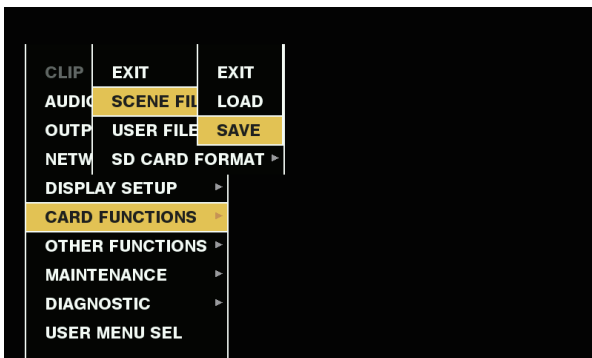 CLIP
AUDIO
OUTP
NETW
DISPLAY SETUP
CARD FUNCTIONS
OTHER FUNCTIONS
MAINTENANCE
DIAGNOSTIC
USER MENU SEL
EXIT
SCENE FIL
USER FILE
SD CARD FORMAT
EXIT
LOAD
SAVE